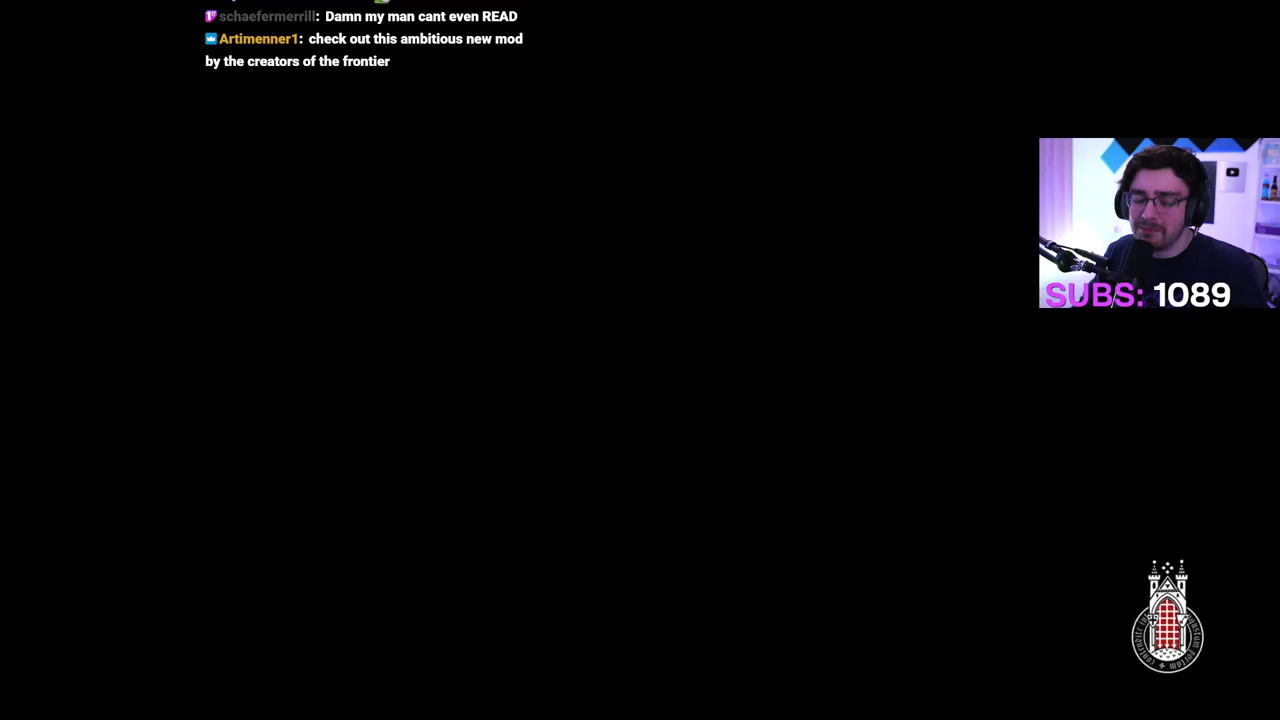 schaefermerrill: Damn my man cant even READ
Artimenner1: check out this ambitious new mod
by the creators of the frontier
SUBS: 1089